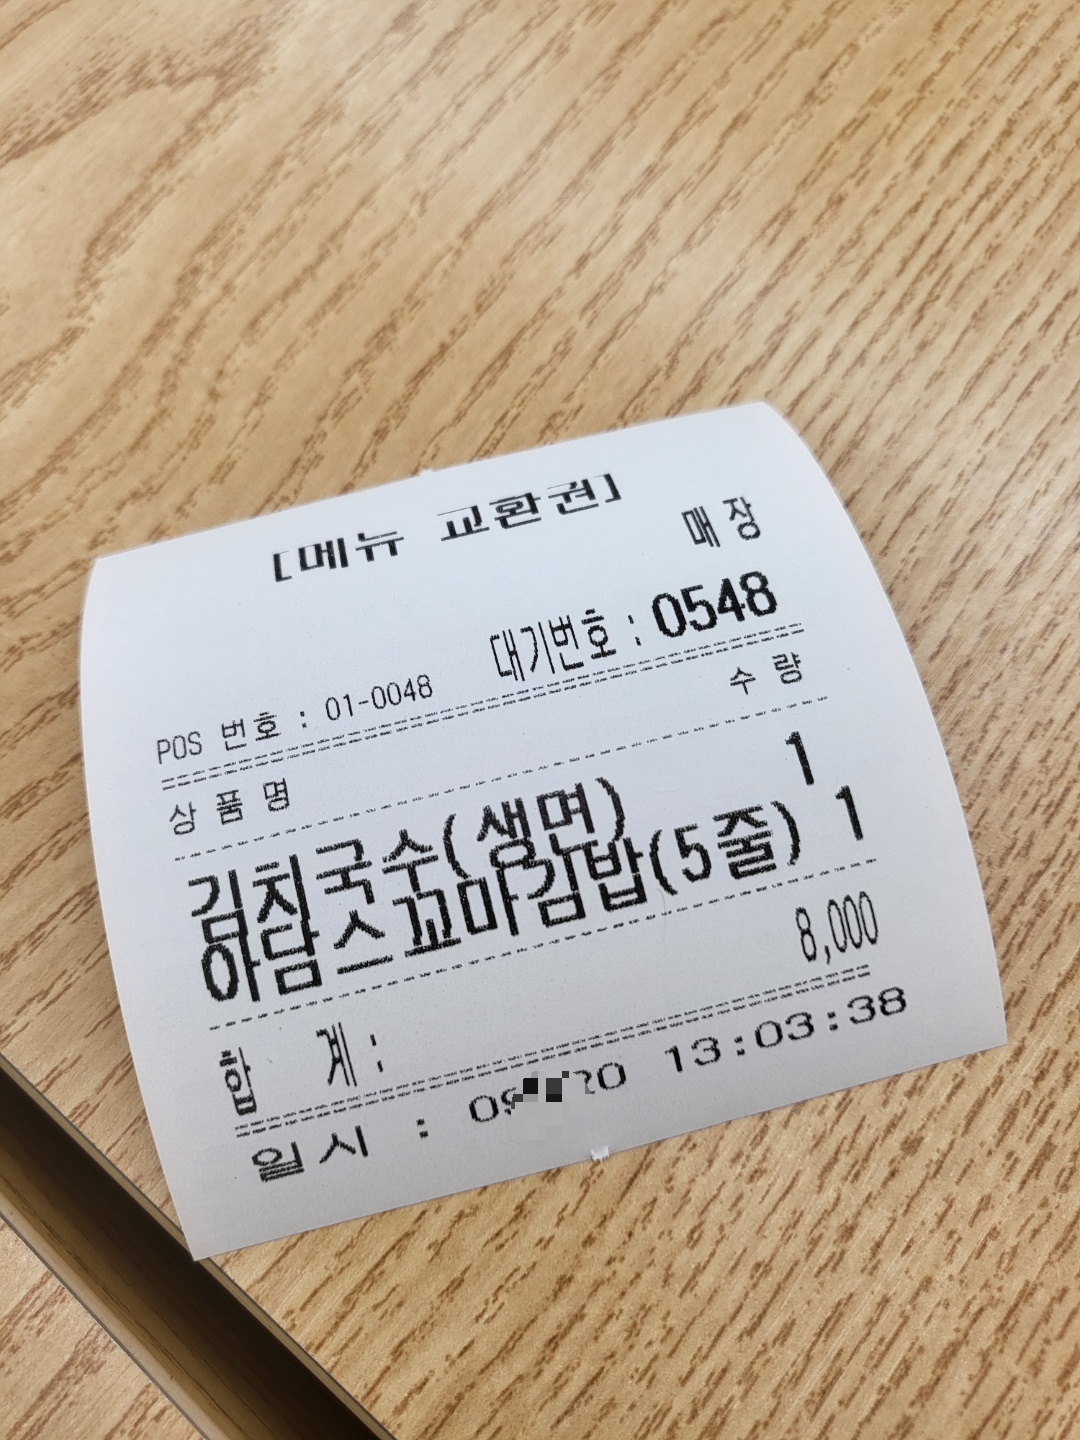 [메뉴 교환권]
매장
대기번호 : 0548
POS 번호 : 01-0048
상품명 수량
김치국수(생면) 1
아담스꼬마김밥(5줄) 1
합 계 : 8,000
일시 : 13:03:38